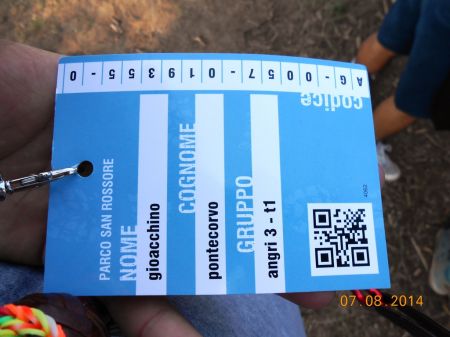 PARCO SAN ROSSORE
NOME
gioacchino
COGNOME
pontecorvo
GRUPPO
angri 3 - t1
codice
AG-0057-019355-0
07.08.2014